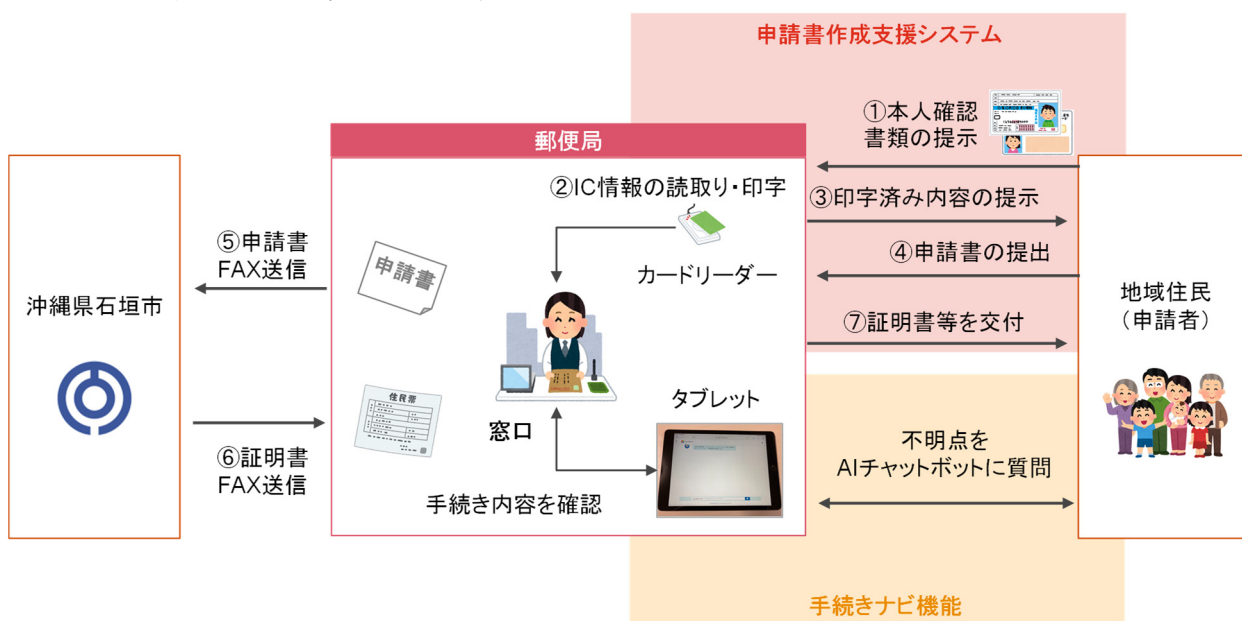 申請書作成支援システム
①本人確認
書類の提示
郵便局
②IC情報の読取り・印字
③印字済み内容の提示
カードリーダー
④申請書の提出
⑤申請書
FAX送信
申請書
沖縄県石垣市
地域住民
（申請者）
⑦証明書等を交付
住民票
タブレット
窓口
⑥証明書
FAX送信
手続き内容を確認
不明点を
AIチャットボットに質問
手続きナビ機能